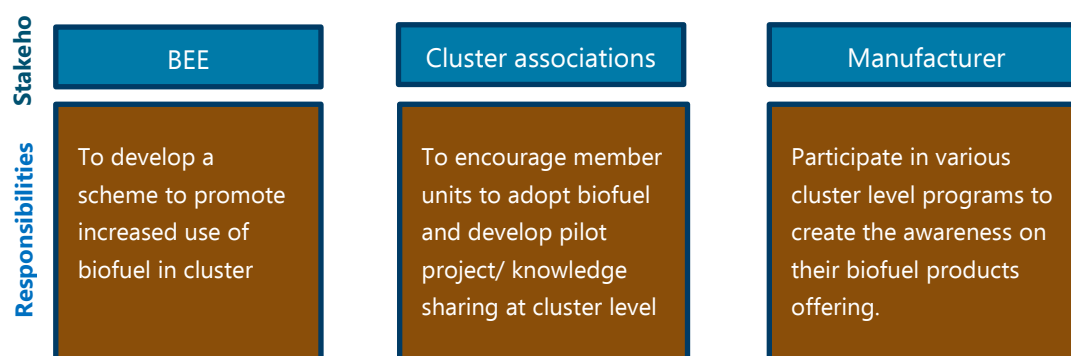 Stakeho
BEE
Cluster associations
Manufacturer
Responsibilities
To develop a
scheme to promote
increased use of
biofuel in cluster
To encourage member
units to adopt biofuel
and develop pilot
project/ knowledge
sharing at cluster level
Participate in various
cluster level programs to
create the awareness on
their biofuel products
offering.